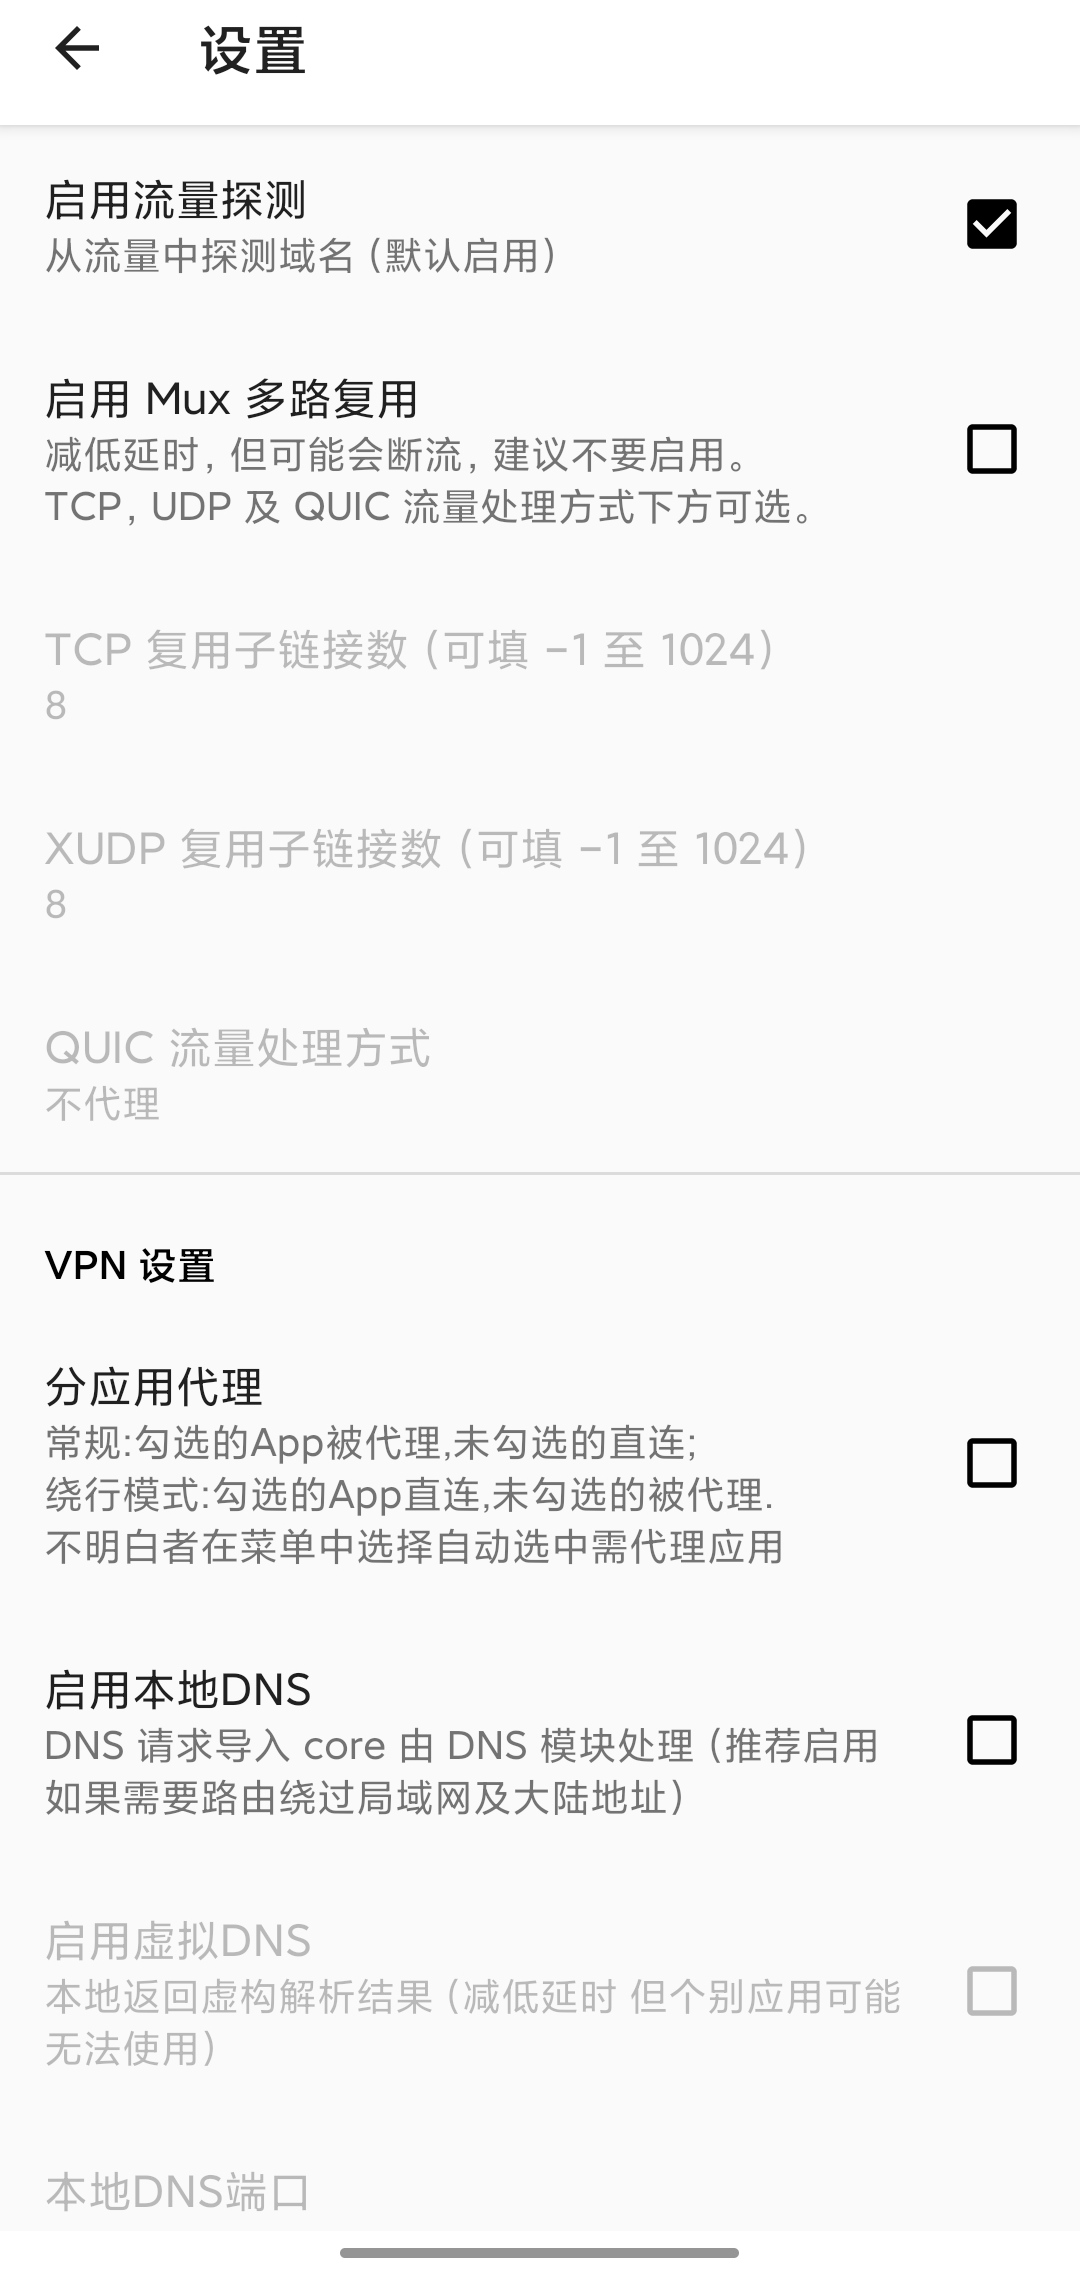 设置
启用流量探测
从流量中探测域名（默认启用）
启用 Mux 多路复用
减低延时，但可能会断流，建议不要启用。
TCP，UDP 及 QUIC 流量处理方式下方可选。
TCP 复用子链接数（可填 -1 至 1024）
8
XUDP 复用子链接数（可填 -1 至 1024）
8
QUIC 流量处理方式
不代理
VPN 设置
分应用代理
常规:勾选的App被代理,未勾选的直连;
绕行模式:勾选的App直连,未勾选的被代理.
不明白者在菜单中选择自动选中需代理应用
启用本地DNS
DNS 请求导入 core 由 DNS 模块处理（推荐启用
如果需要路由绕过局域网及大陆地址）
启用虚拟DNS
本地返回虚构解析结果（减低延时 但个别应用可能
无法使用）
本地DNS端口